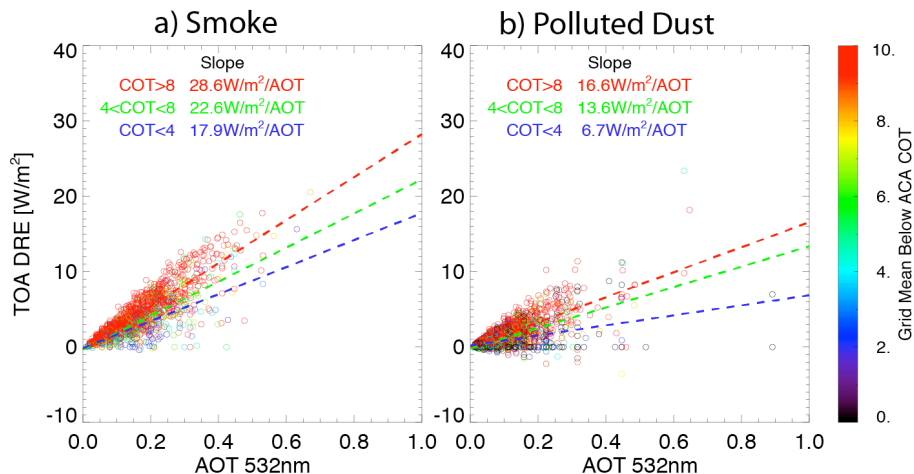 a) Smoke
b) Polluted Dust
TOA DRE [W/m²]
40
30
20
10
0
-10
Slope
COT>8 28.6W/m²/AOT
4<COT<8 22.6W/m²/AOT
COT<4 17.9W/m²/AOT
0.0 0.2 0.4 0.6 0.8 1.0
AOT 532nm
Slope
COT>8 16.6W/m²/AOT
4<COT<8 13.6W/m²/AOT
COT<4 6.7W/m²/AOT
0.2 0.4 0.6 0.8 1.0
AOT 532nm
10.
8.
6.
4.
2.
0.
Grid Mean Below ACA COT